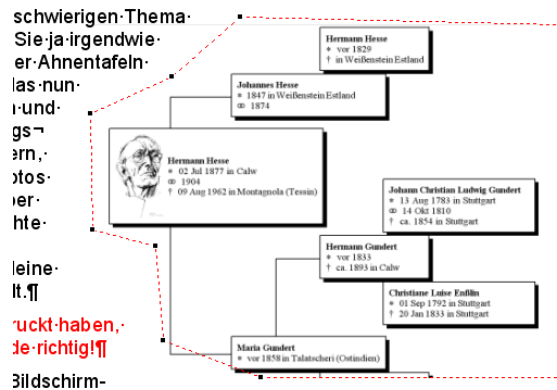 schwierigen·Thema·
Sie·ja·irgendwie·
er·Ahnentafeln·
das·nun·
und·
gs¬
ern,·
otos·
ber·
hte·
leine·
lt.¶
ruckt·haben,·
de·richtig!¶
Bildschirm-
Hermann Hesse
* vor 1829
† in Weißenstein Estland
Johannes Hesse
* 1847 in Weißenstein Estland
⚭ 1874
Hermann Hesse
* 02 Jul 1877 in Calw
⚭ 1904
† 09 Aug 1962 in Montagnola (Tessin)
Johann Christian Ludwig Gundert
* 13 Aug 1783 in Stuttgart
⚭ 14 Okt 1810
† ca. 1854 in Stuttgart
Hermann Gundert
* vor 1833
† ca. 1893 in Calw
Christiane Luise Enßlin
* 01 Sep 1792 in Stuttgart
† 20 Jan 1833 in Stuttgart
Maria Gundert
* vor 1858 in Talatscheri (Ostindien)